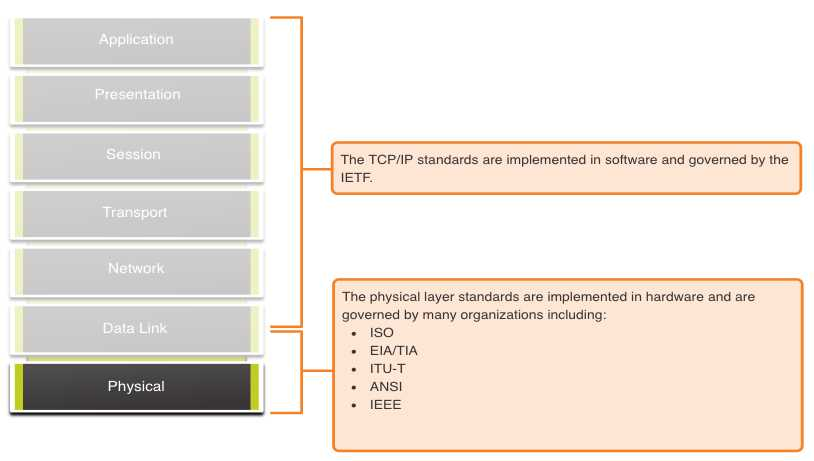 Application
Presentation
Session
Transport
Network
Data Link
Physical
The TCP/IP standards are implemented in software and governed by the
IETF.
The physical layer standards are implemented in hardware and are
governed by many organizations including:
• ISO
• EIA/TIA
• ITU-T
• ANSI
• IEEE